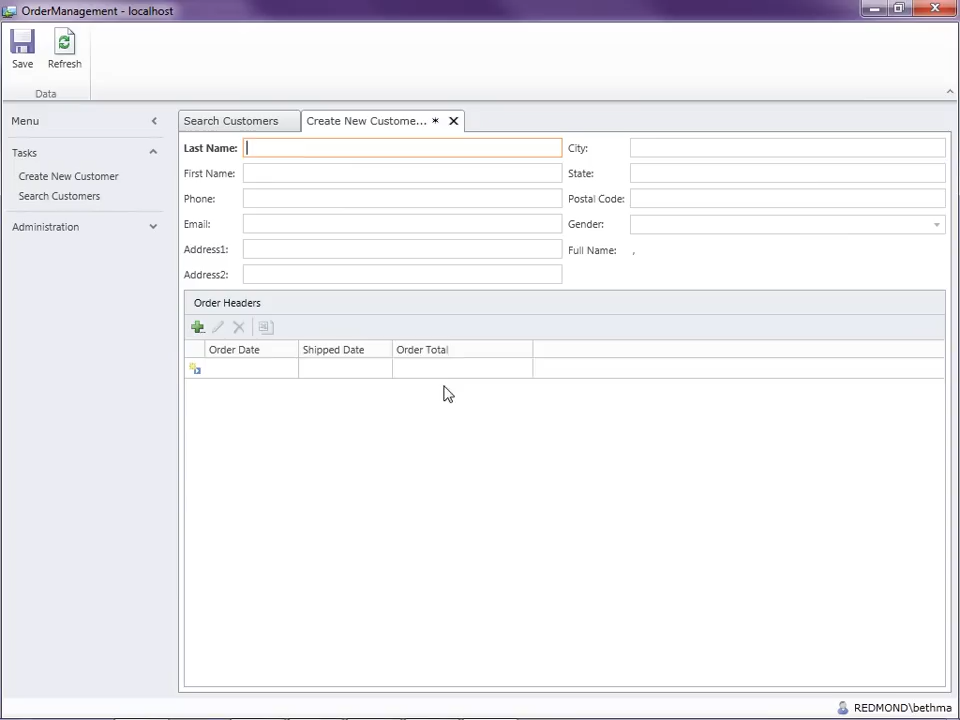 OrderManagement - localhost
Save
Refresh
Data
Menu
Tasks
Create New Customer
Search Customers
Administration
Search Customers
Create New Custome... *
Last Name:
First Name:
Phone:
Email:
Address1:
Address2:
City:
State:
Postal Code:
Gender:
Full Name: ,
Order Headers
Order Date
Shipped Date
Order Total
REDMOND\bethma